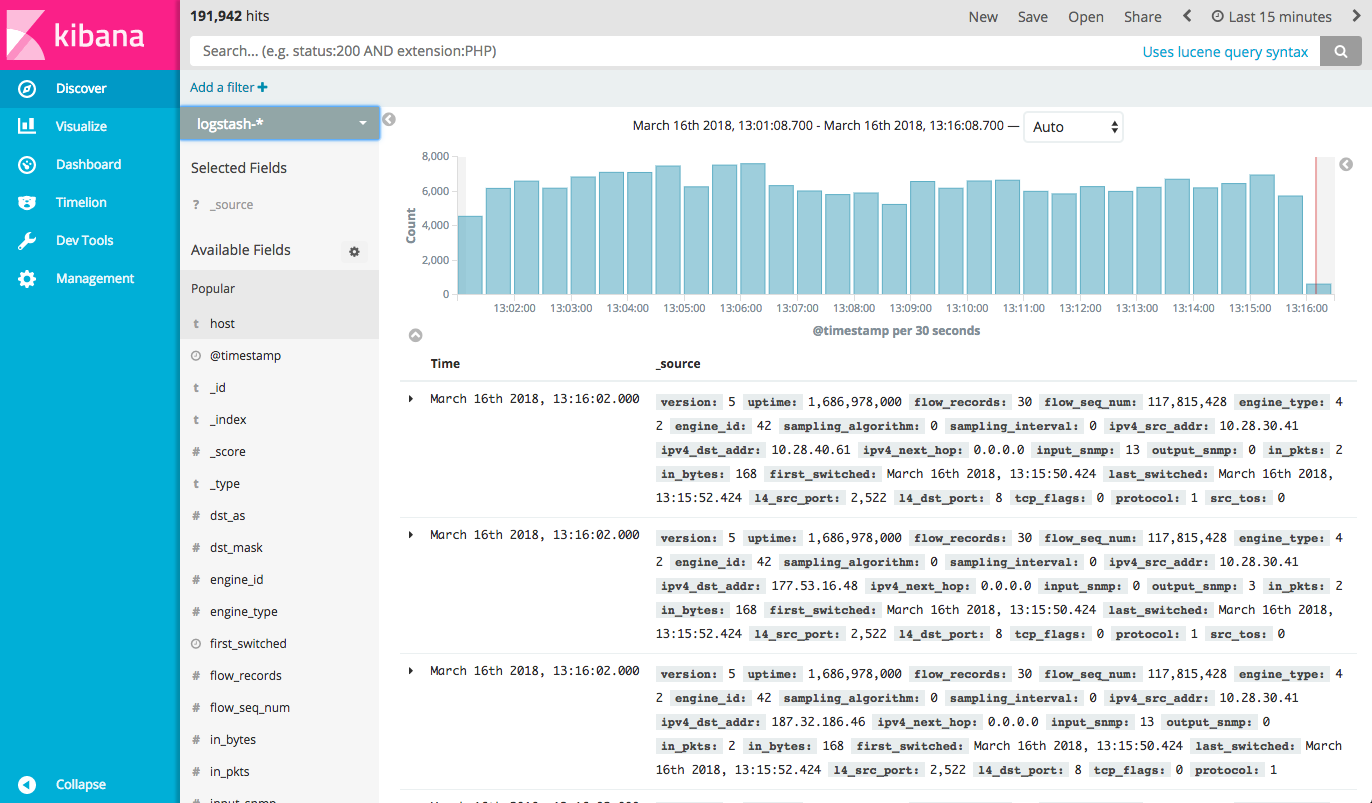 kibana
191,942 hits
New Save Open Share Last 15 minutes
Search... (e.g. status:200 AND extension:PHP)
Uses lucene query syntax
Add a filter +
Discover
Visualize
Dashboard
Timelion
Dev Tools
Management
Collapse
logstash-*
Selected Fields
? _source
Available Fields
Popular
t host
@timestamp
t _id
t _index
# _score
t _type
# dst_as
# dst_mask
# engine_id
# engine_type
first_switched
# flow_records
# flow_seq_num
# in_bytes
# in_pkts
March 16th 2018, 13:01:08.700 - March 16th 2018, 13:16:08.700 — Auto
Count
8,000
6,000
4,000
2,000
0
13:02:00 13:03:00 13:04:00 13:05:00 13:06:00 13:07:00 13:08:00 13:09:00 13:10:00 13:11:00 13:12:00 13:13:00 13:14:00 13:15:00 13:16:00
@timestamp per 30 seconds
Time _source
March 16th 2018, 13:16:02.000
version: 5 uptime: 1,686,978,000 flow_records: 30 flow_seq_num: 117,815,428 engine_type: 4
2 engine_id: 42 sampling_algorithm: 0 sampling_interval: 0 ipv4_src_addr: 10.28.30.41
ipv4_dst_addr: 10.28.40.61 ipv4_next_hop: 0.0.0.0 input_snmp: 13 output_snmp: 0 in_pkts: 2
in_bytes: 168 first_switched: March 16th 2018, 13:15:50.424 last_switched: March 16th 2018,
13:15:52.424 l4_src_port: 2,522 l4_dst_port: 8 tcp_flags: 0 protocol: 1 src_tos: 0
March 16th 2018, 13:16:02.000
version: 5 uptime: 1,686,978,000 flow_records: 30 flow_seq_num: 117,815,428 engine_type: 4
2 engine_id: 42 sampling_algorithm: 0 sampling_interval: 0 ipv4_src_addr: 10.28.30.41
ipv4_dst_addr: 177.53.16.48 ipv4_next_hop: 0.0.0.0 input_snmp: 0 output_snmp: 3 in_pkts: 2
in_bytes: 168 first_switched: March 16th 2018, 13:15:50.424 last_switched: March 16th 2018,
13:15:52.424 l4_src_port: 2,522 l4_dst_port: 8 tcp_flags: 0 protocol: 1 src_tos: 0
March 16th 2018, 13:16:02.000
version: 5 uptime: 1,686,978,000 flow_records: 30 flow_seq_num: 117,815,428 engine_type: 4
2 engine_id: 42 sampling_algorithm: 0 sampling_interval: 0 ipv4_src_addr: 10.28.30.41
ipv4_dst_addr: 187.32.186.46 ipv4_next_hop: 0.0.0.0 input_snmp: 13 output_snmp: 0
in_pkts: 2 in_bytes: 168 first_switched: March 16th 2018, 13:15:50.424 last_switched: March
16th 2018, 13:15:52.424 l4_src_port: 2,522 l4_dst_port: 8 tcp_flags: 0 protocol: 1